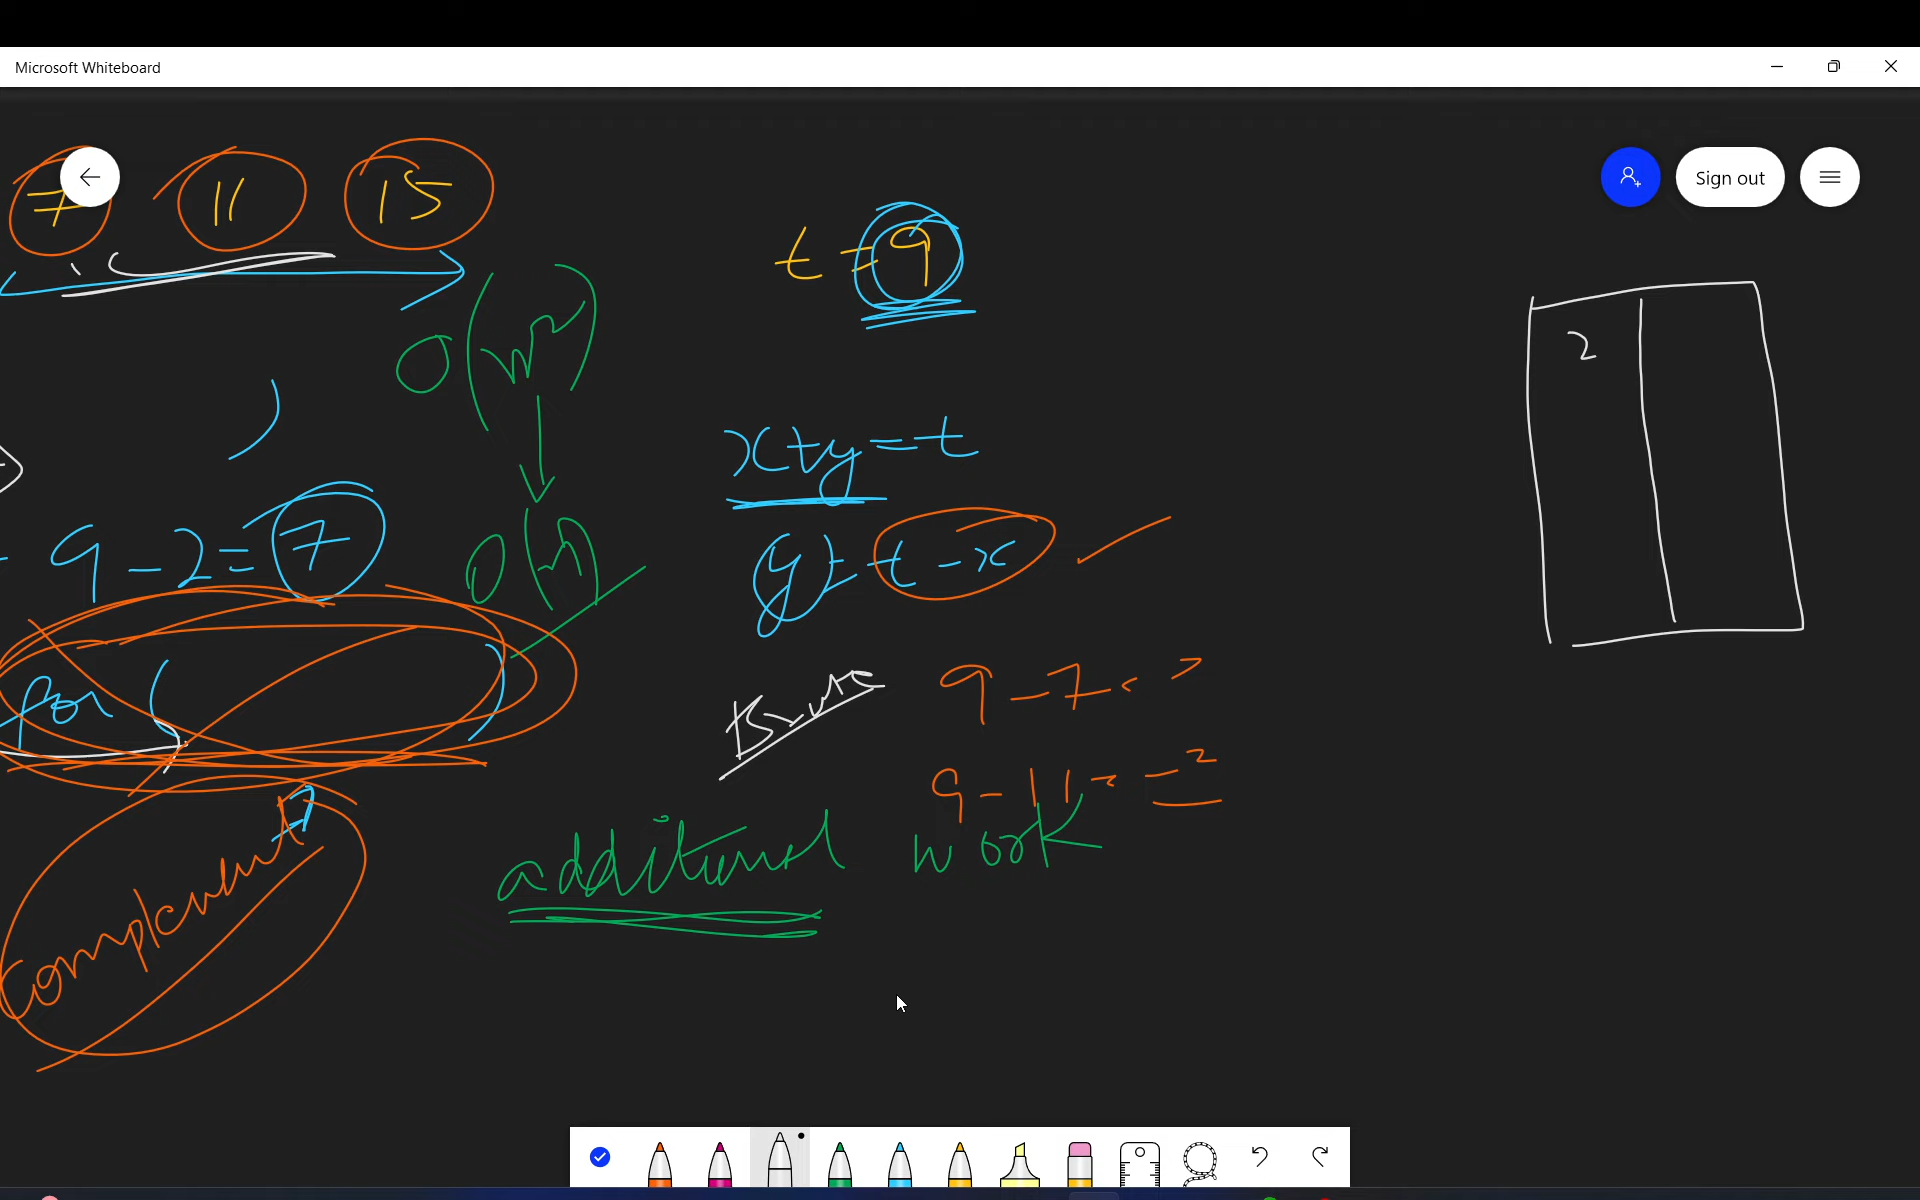 Microsoft Whiteboard
Sign out
7 11 15
t = 9
O(n²)
2
x+y=t
9 - 2 = 7
O(n)
y = t - x
for (
9 - 7 = 2
9 - 11 = -2
additional work
complement